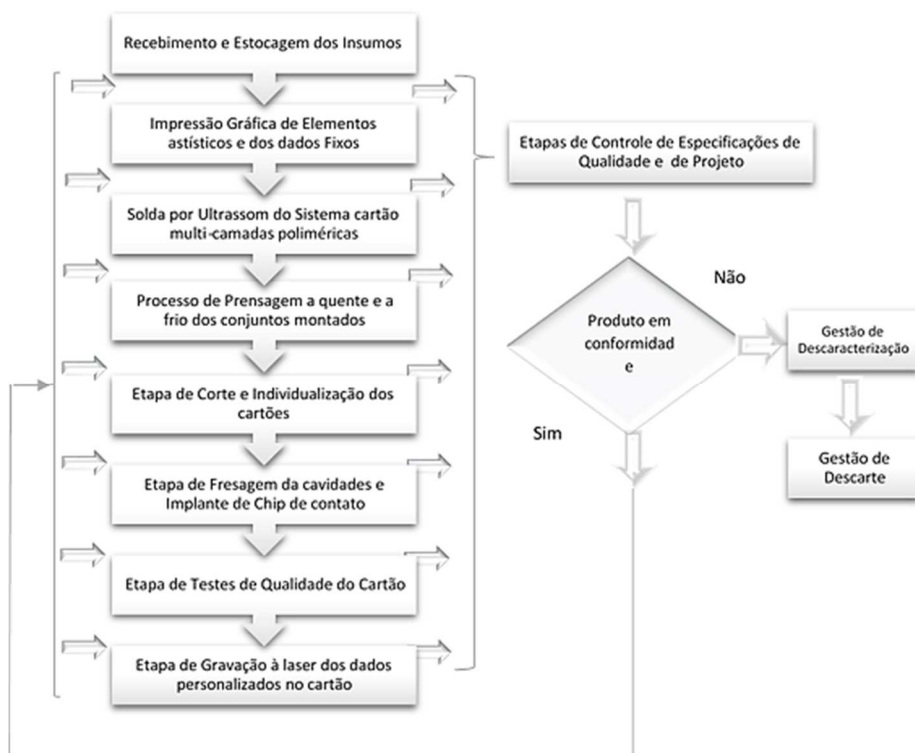 Recebimento e Estocagem dos Insumos
Impressão Gráfica de Elementos
astísticos e dos dados Fixos
Solda por Ultrassom do Sistema cartão
multi-camadas poliméricas
Processo de Prensagem a quente e a
frio dos conjuntos montados
Etapa de Corte e Individualização dos
cartões
Etapa de Fresagem da cavidades e
Implante de Chip de contato
Etapa de Testes de Qualidade do Cartão
Etapa de Gravação à laser dos dados
personalizados no cartão
Etapas de Controle de Especificações de
Qualidade e de Projeto
Produto em
conformidad
e
Não
Sim
Gestão de
Descaracterização
Gestão de
Descarte